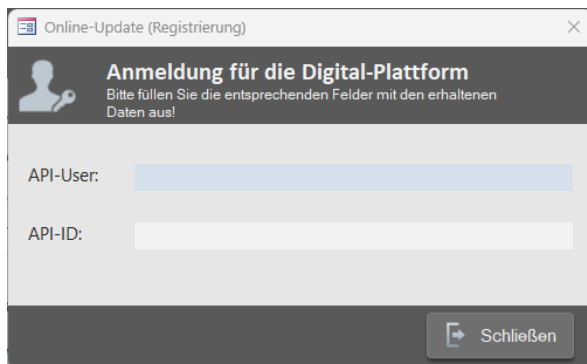 Online-Update (Registrierung)
Anmeldung für die Digital-Plattform
Bitte füllen Sie die entsprechenden Felder mit den erhaltenen
Daten aus!
API-User:
API-ID:
Schließen